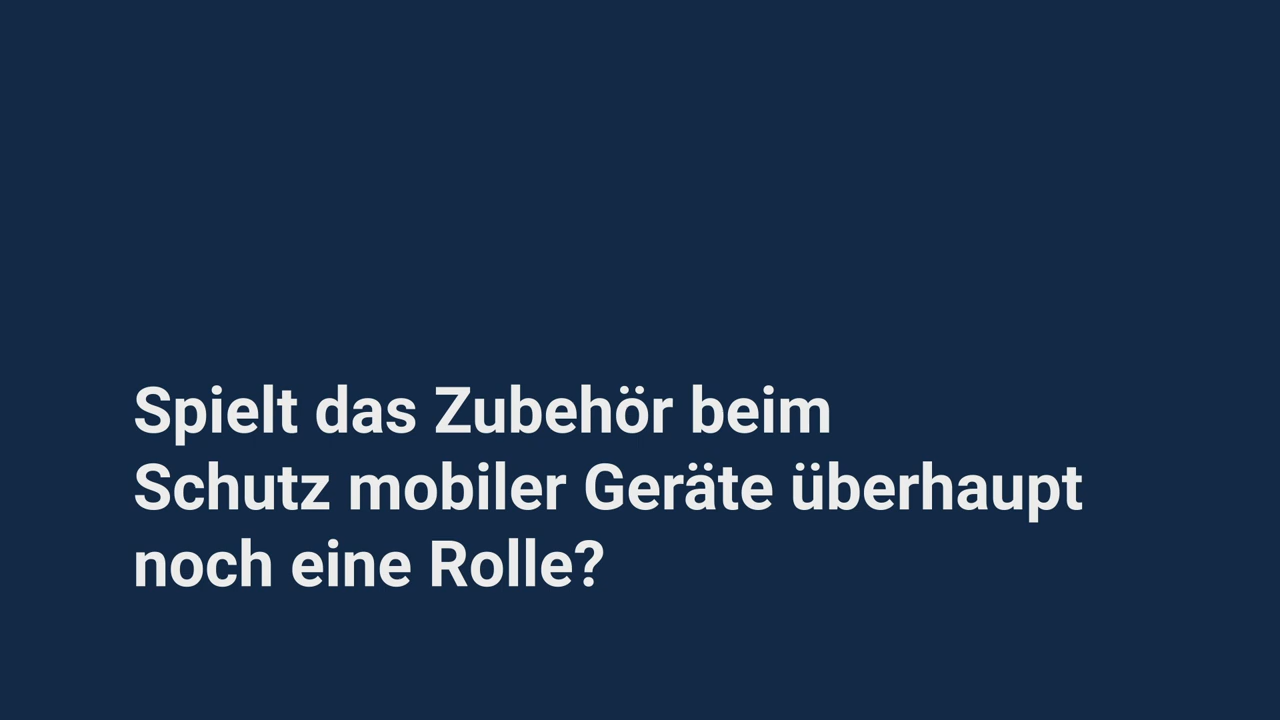 Spielt das Zubehör beim
Schutz mobiler Geräte überhaupt
noch eine Rolle?